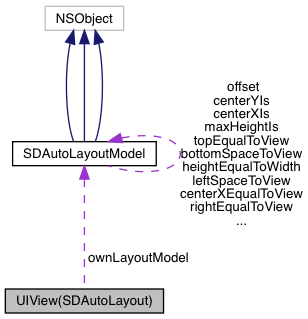 NSObject
offset
centerYIs
centerXIs
maxHeightIs
topEqualToView
bottomSpaceToView
heightEqualToWidth
leftSpaceToView
centerXEqualToView
rightEqualToView
...
SDAutoLayoutModel
ownLayoutModel
UIView(SDAutoLayout)